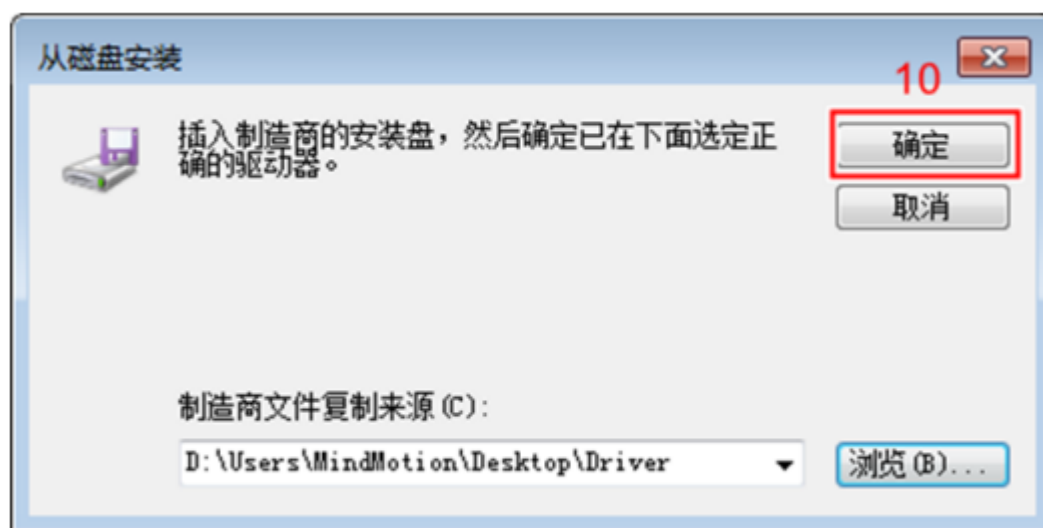 从磁盘安装
10
插入制造商的安装盘，然后确定已在下面选定正
确的驱动器。
确定
取消
制造商文件复制来源(C):
D:\Users\MindMotion\Desktop\Driver
浏览(B)...